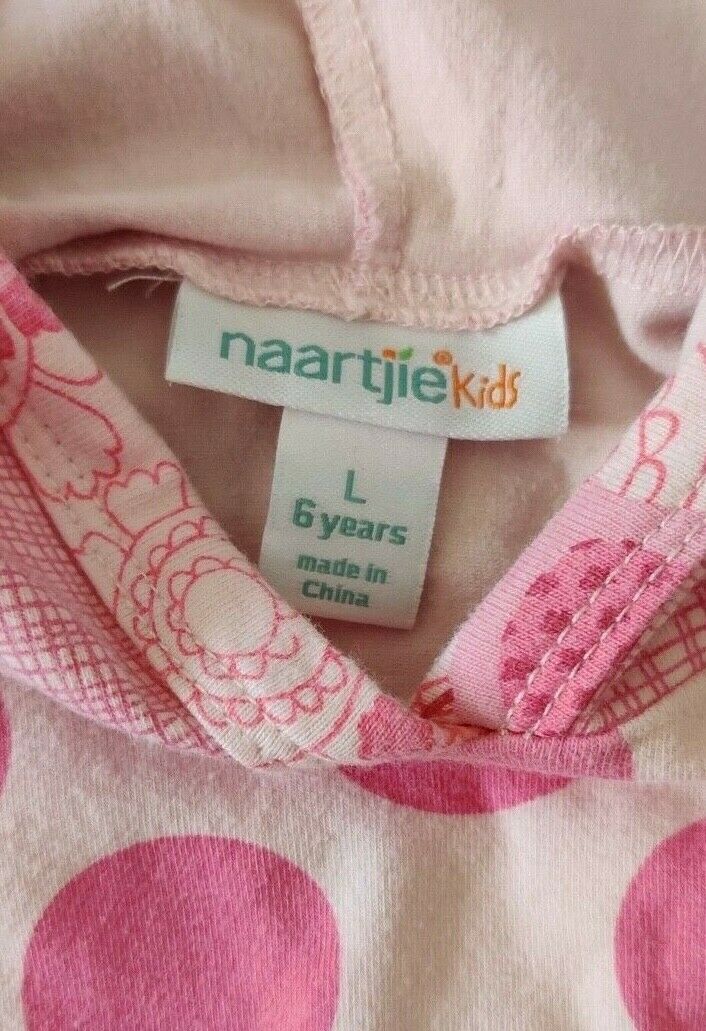 naartjie kids
L
6 years
made in
China